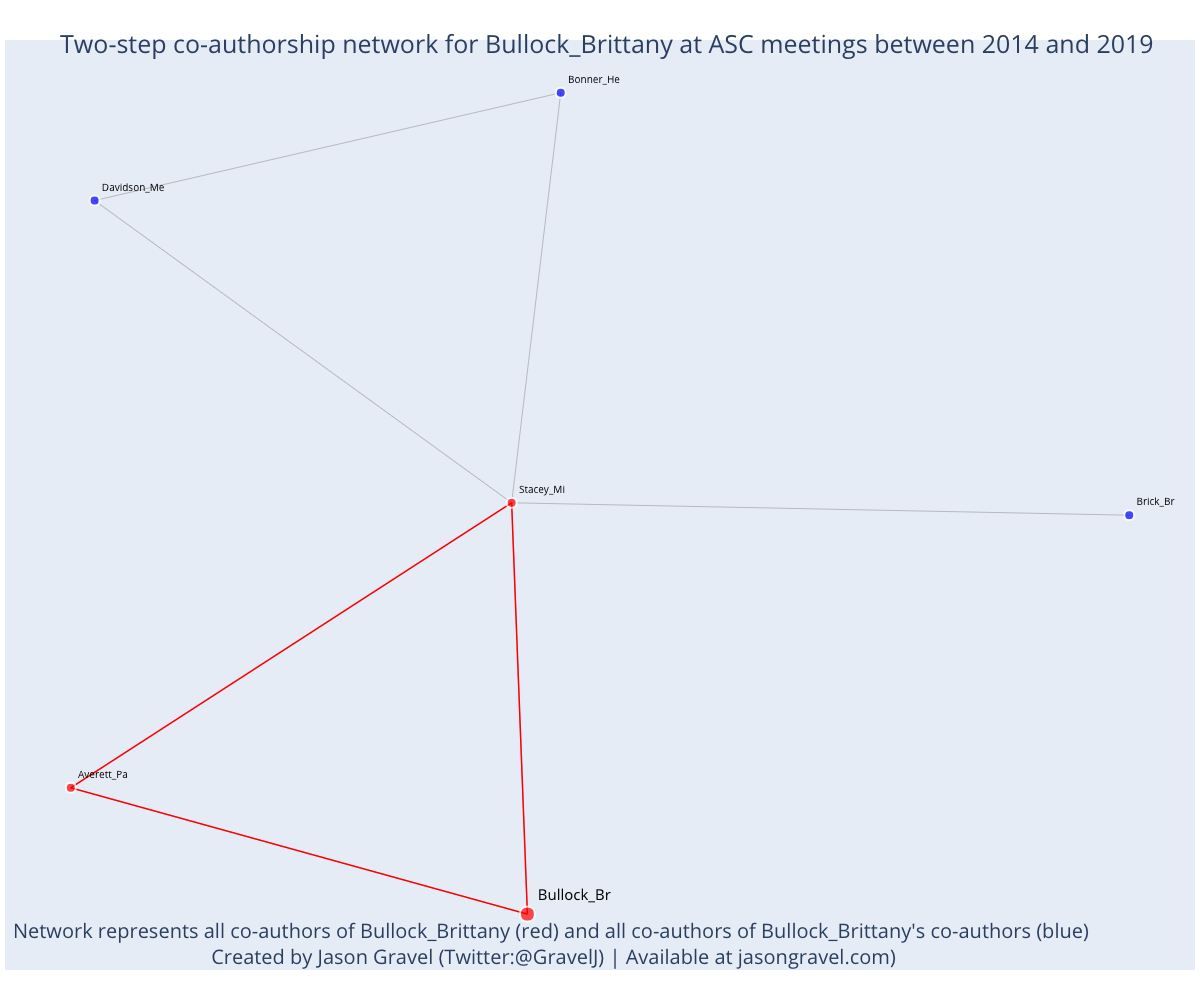 Two-step co-authorship network for Bullock_Brittany at ASC meetings between 2014 and 2019
Bonner_He
Davidson_Me
Stacey_Mi
Brick_Br
Averett_Pa
Bullock_Br
Network represents all co-authors of Bullock_Brittany (red) and all co-authors of Bullock_Brittany's co-authors (blue)
Created by Jason Gravel (Twitter:@GravelJ) | Available at jasongravel.com)